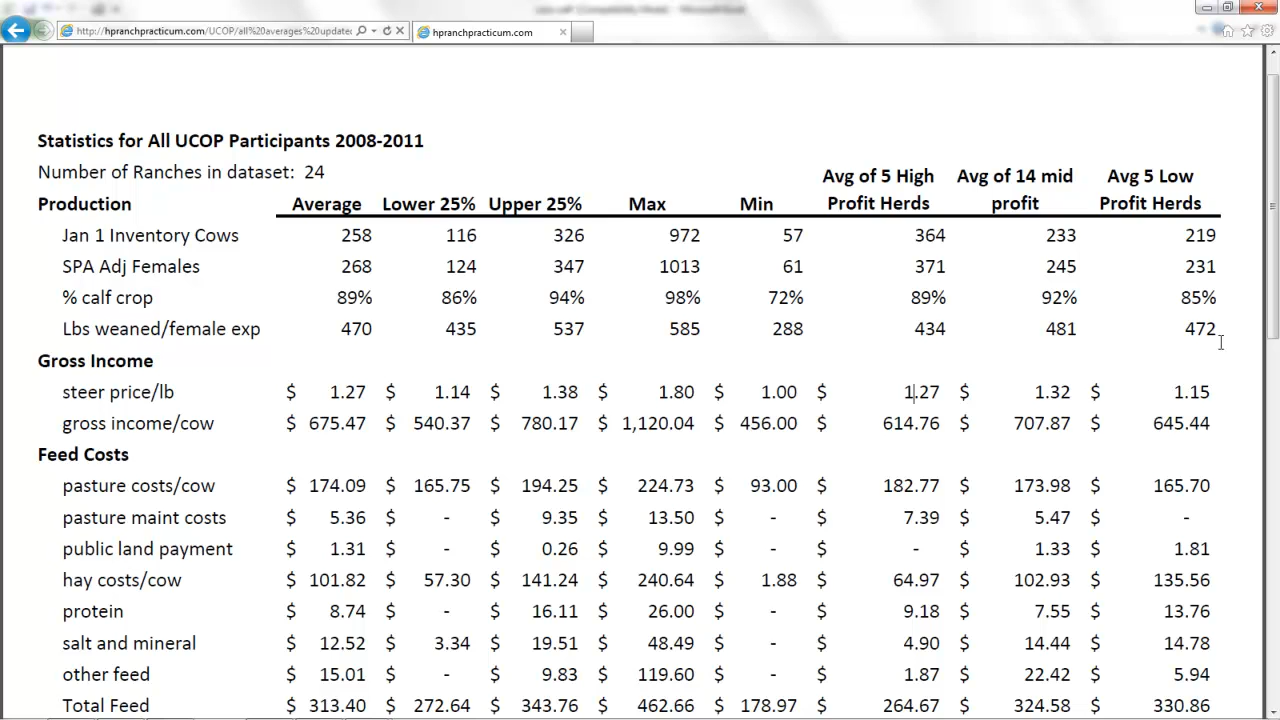 http://hpranchpracticum.com/UCOP/all%20averages%20update
hpranchpracticum.com
Statistics for All UCOP Participants 2008-2011
Number of Ranches in dataset: 24
Avg of 5 High Avg of 14 mid Avg 5 Low
Production Average Lower 25% Upper 25% Max Min Profit Herds profit Profit Herds
Jan 1 Inventory Cows 258 116 326 972 57 364 233 219
SPA Adj Females 268 124 347 1013 61 371 245 231
% calf crop 89% 86% 94% 98% 72% 89% 92% 85%
Lbs weaned/female exp 470 435 537 585 288 434 481 472
Gross Income
steer price/lb $ 1.27 $ 1.14 $ 1.38 $ 1.80 $ 1.00 $ 1.27 $ 1.32 $ 1.15
gross income/cow $ 675.47 $ 540.37 $ 780.17 $ 1,120.04 $ 456.00 $ 614.76 $ 707.87 $ 645.44
Feed Costs
pasture costs/cow $ 174.09 $ 165.75 $ 194.25 $ 224.73 $ 93.00 $ 182.77 $ 173.98 $ 165.70
pasture maint costs $ 5.36 $ - $ 9.35 $ 13.50 $ - $ 7.39 $ 5.47 $ -
public land payment $ 1.31 $ - $ 0.26 $ 9.99 $ - $ - $ 1.33 $ 1.81
hay costs/cow $ 101.82 $ 57.30 $ 141.24 $ 240.64 $ 1.88 $ 64.97 $ 102.93 $ 135.56
protein $ 8.74 $ - $ 16.11 $ 26.00 $ - $ 9.18 $ 7.55 $ 13.76
salt and mineral $ 12.52 $ 3.34 $ 19.51 $ 48.49 $ - $ 4.90 $ 14.44 $ 14.78
other feed $ 15.01 $ - $ 9.83 $ 119.60 $ - $ 1.87 $ 22.42 $ 5.94
Total Feed $ 313.40 $ 272.64 $ 343.76 $ 462.66 $ 178.97 $ 264.67 $ 324.58 $ 330.86